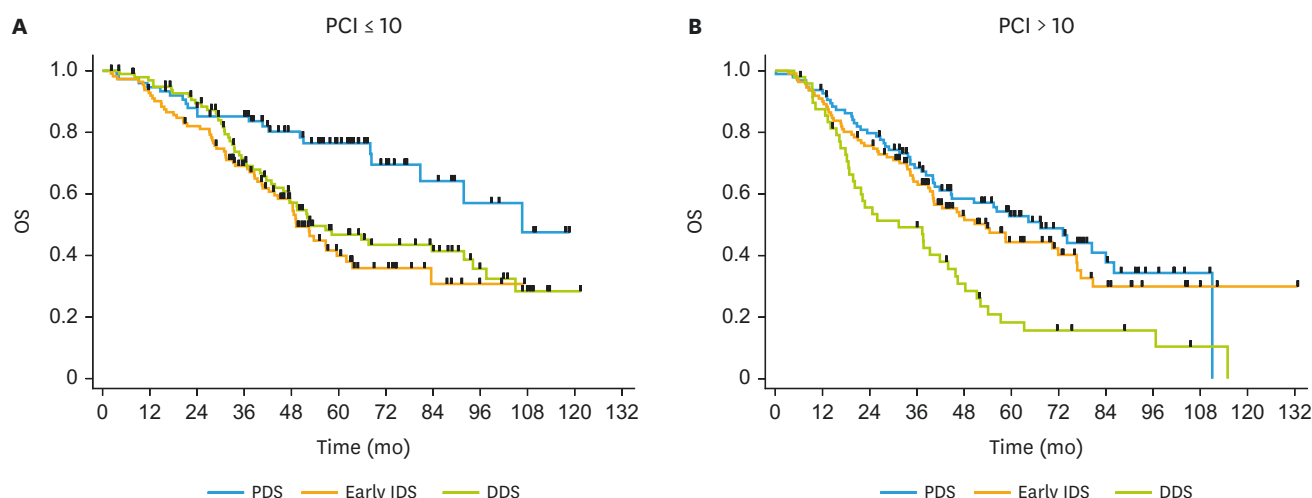 A
PCI ≤ 10
1.0
0.8
0.6
0.4
0.2
0
OS
0 12 24 36 48 60 72 84 96 108 120 132
Time (mo)
PDS Early IDS DDS
B
PCI > 10
1.0
0.8
0.6
0.4
0.2
0
OS
0 12 24 36 48 60 72 84 96 108 120 132
Time (mo)
PDS Early IDS DDS